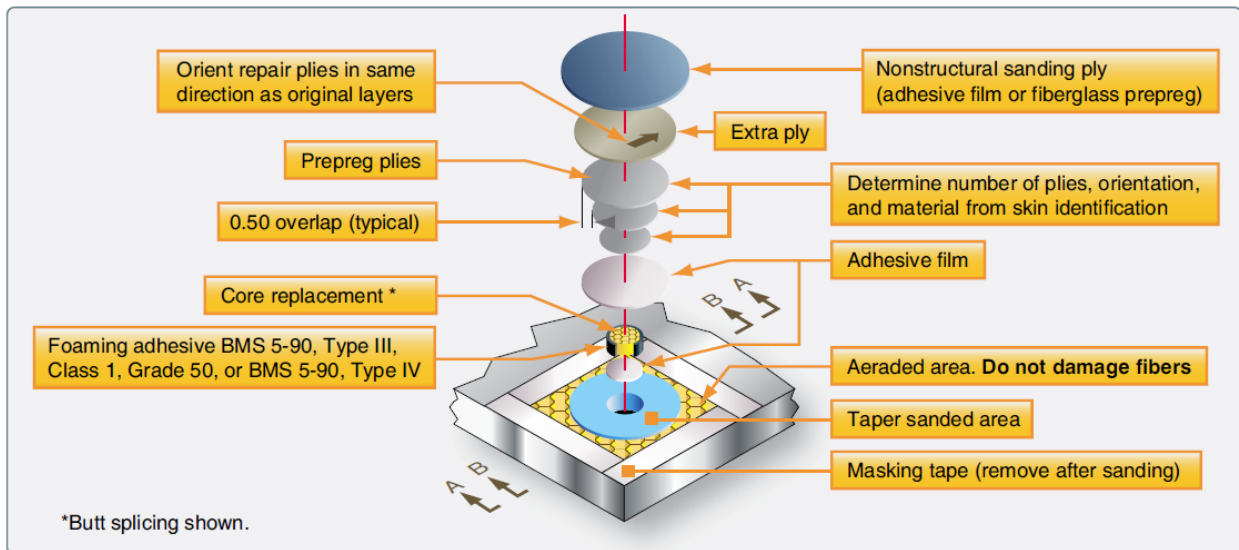 Orient repair plies in same
direction as original layers
Nonstructural sanding ply
(adhesive film or fiberglass prepreg)
Extra ply
Prepreg plies
Determine number of plies, orientation,
and material from skin identification
0.50 overlap (typical)
Adhesive film
Core replacement *
B A
Foaming adhesive BMS 5-90, Type III,
Class 1, Grade 50, or BMS 5-90, Type IV
Aeraded area. Do not damage fibers
Taper sanded area
Masking tape (remove after sanding)
A B
*Butt splicing shown.